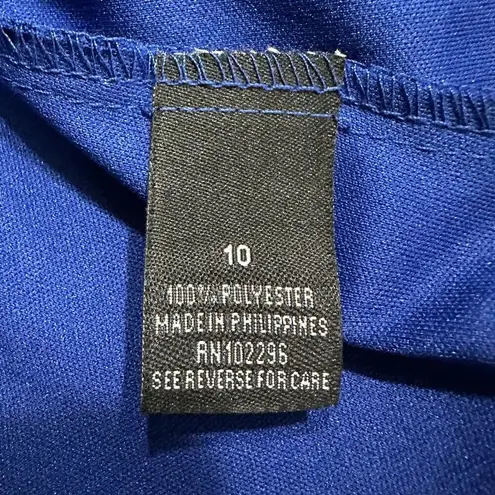 10
100% POLYESTER
MADE IN PHILIPPINES
RN102296
SEE REVERSE FOR CARE